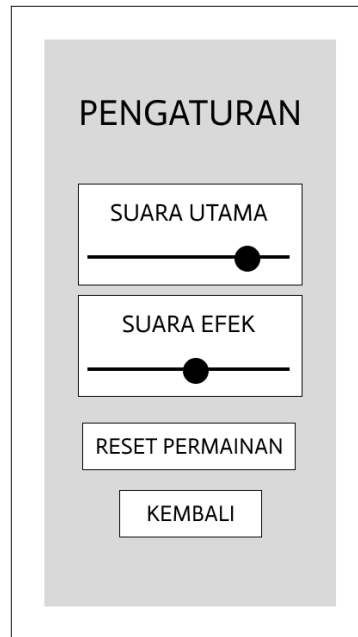 PENGATURAN
SUARA UTAMA
SUARA EFEK
RESET PERMAINAN
KEMBALI